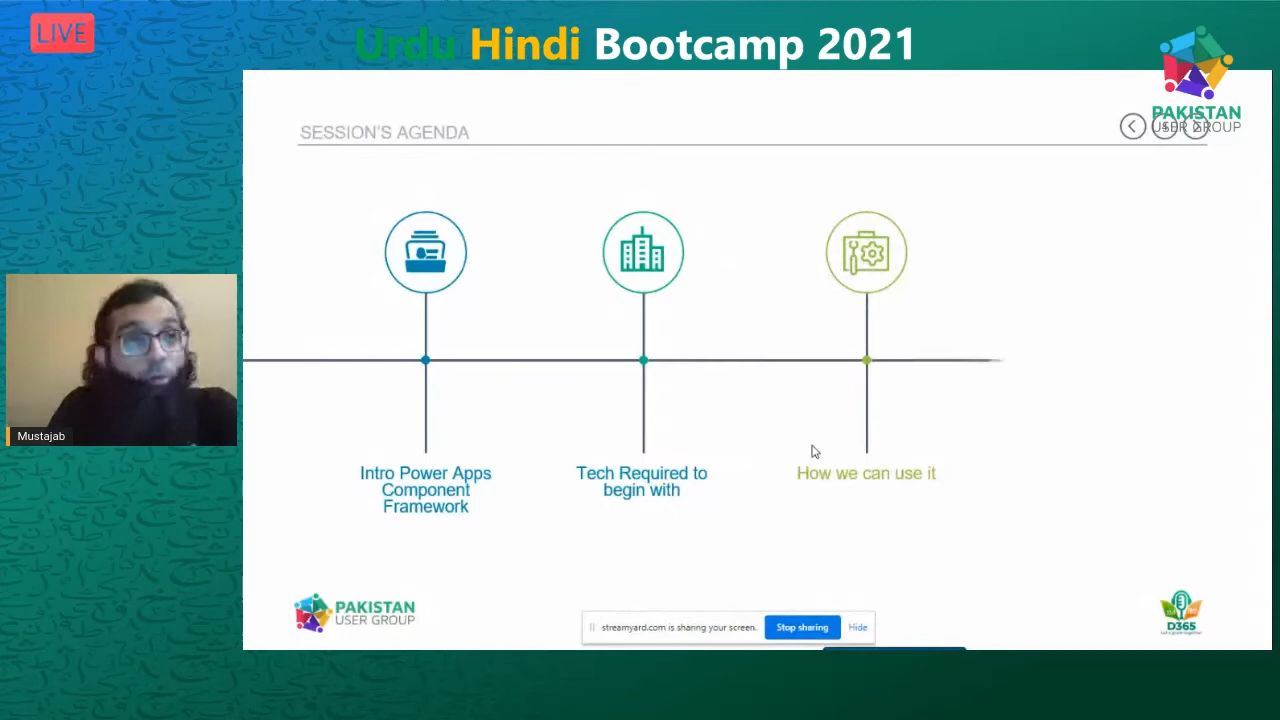 LIVE
Urdu Hindi Bootcamp 2021
PAKISTAN
USER GROUP
SESSION'S AGENDA
Mustajab
Intro Power Apps
Component
Framework
Tech Required to
begin with
How we can use it
PAKISTAN
USER GROUP
streamyard.com is sharing your screen.
Stop sharing
Hide
D365